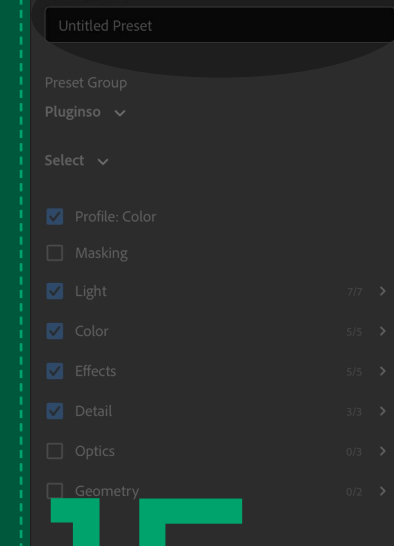 Untitled Preset
Preset Group
Pluginso
Select
Profile: Color
Masking
Light 7/7
Color 5/5
Effects 5/5
Detail 3/3
Optics 0/3
Geometry 0/2